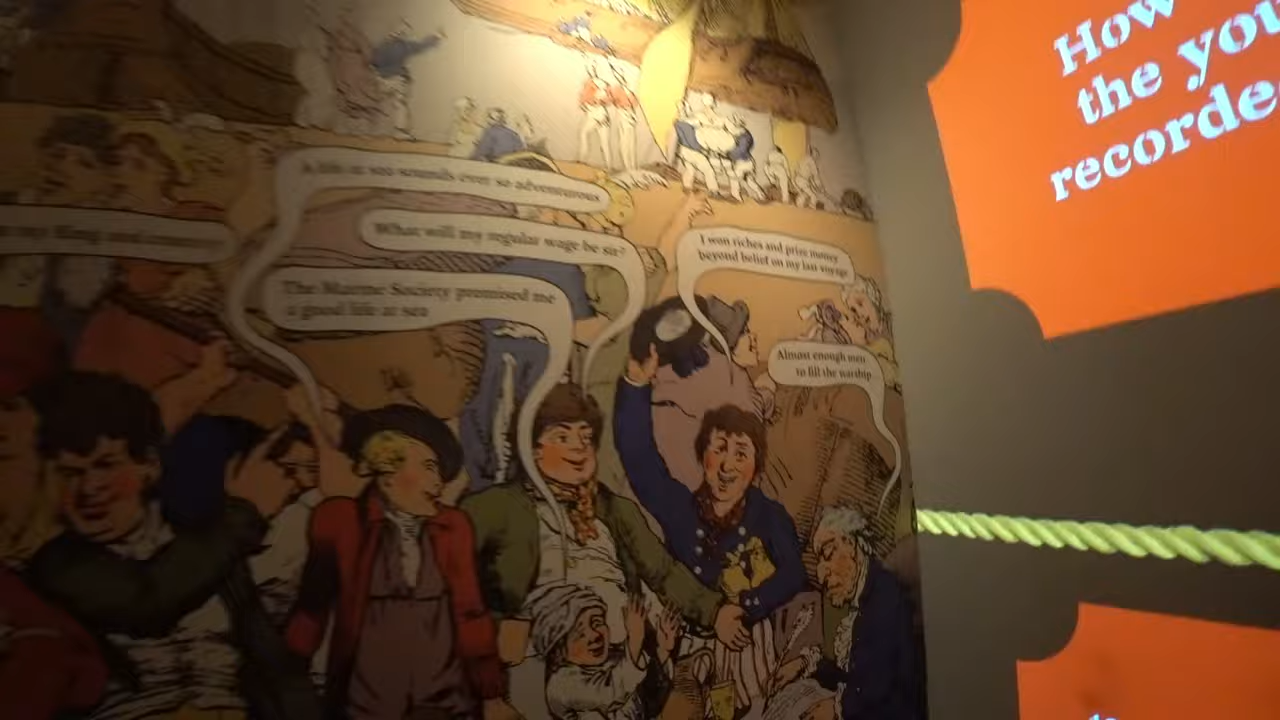 A life at sea sounds ever so adventurous
What will my regular wage be sir?
The Marine Society promised me
a good life at sea
I won riches and prize money
beyond belief on my last voyage
Almost enough men
to fill the warship
How
the you
recorde